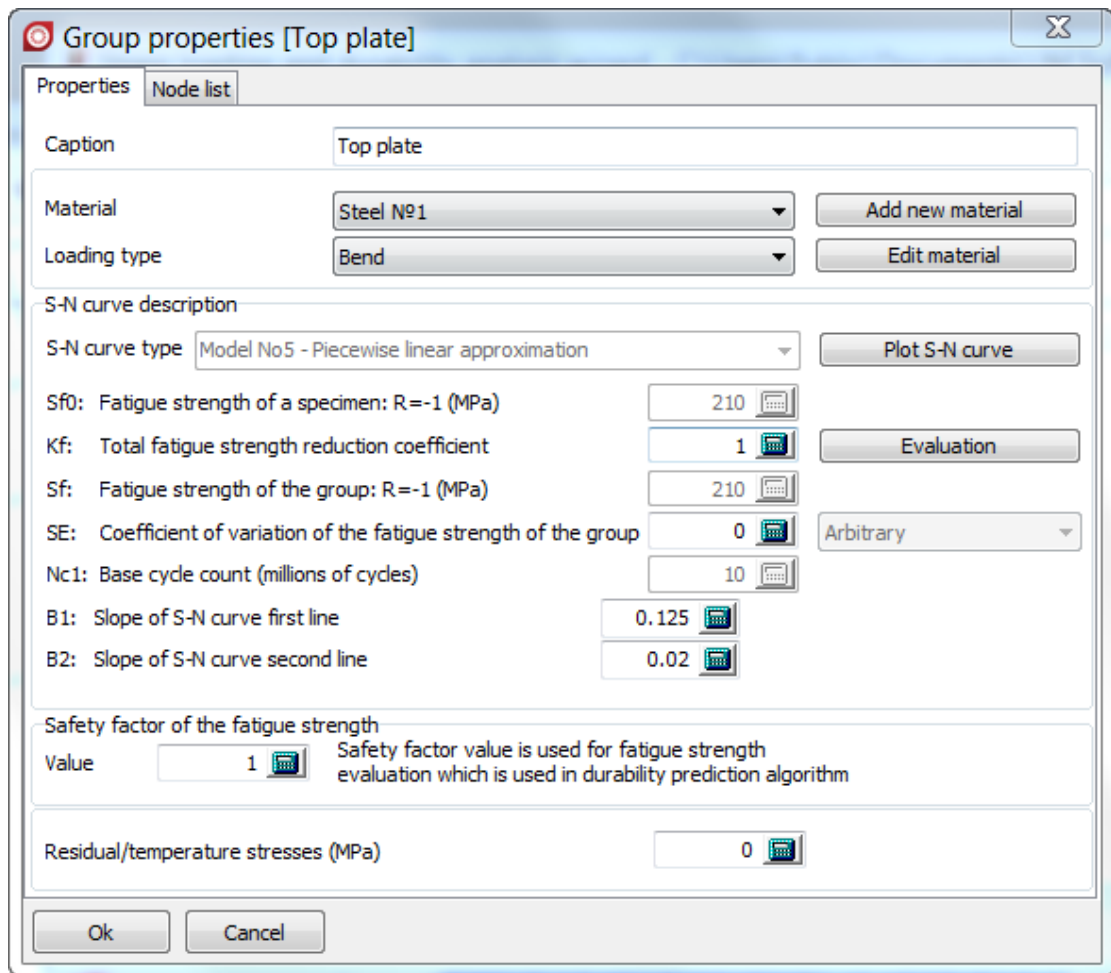 Group properties [Top plate]
Properties Node list
Caption Top plate
Material Steel №1 Add new material
Loading type Bend Edit material
S-N curve description
S-N curve type Model No5 - Piecewise linear approximation Plot S-N curve
Sf0: Fatigue strength of a specimen: R=-1 (MPa) 210
Kf: Total fatigue strength reduction coefficient 1 Evaluation
Sf: Fatigue strength of the group: R=-1 (MPa) 210
SE: Coefficient of variation of the fatigue strength of the group 0 Arbitrary
Nc1: Base cycle count (millions of cycles) 10
B1: Slope of S-N curve first line 0.125
B2: Slope of S-N curve second line 0.02
Safety factor of the fatigue strength
Value 1 Safety factor value is used for fatigue strength
evaluation which is used in durability prediction algorithm
Residual/temperature stresses (MPa) 0
Ok Cancel